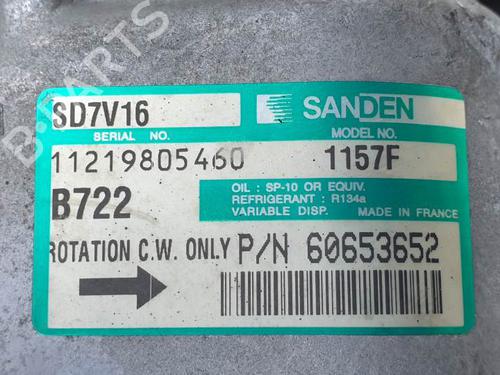 B-PARTS
SD7V16
SANDEN
SERIAL NO.
MODEL NO.
11219805460
1157F
B722
OIL : SP-10 OR EQUIV.
REFRIGERANT : R134a
VARIABLE DISP. MADE IN FRANCE
ROTATION C.W. ONLY
P/N 60653652